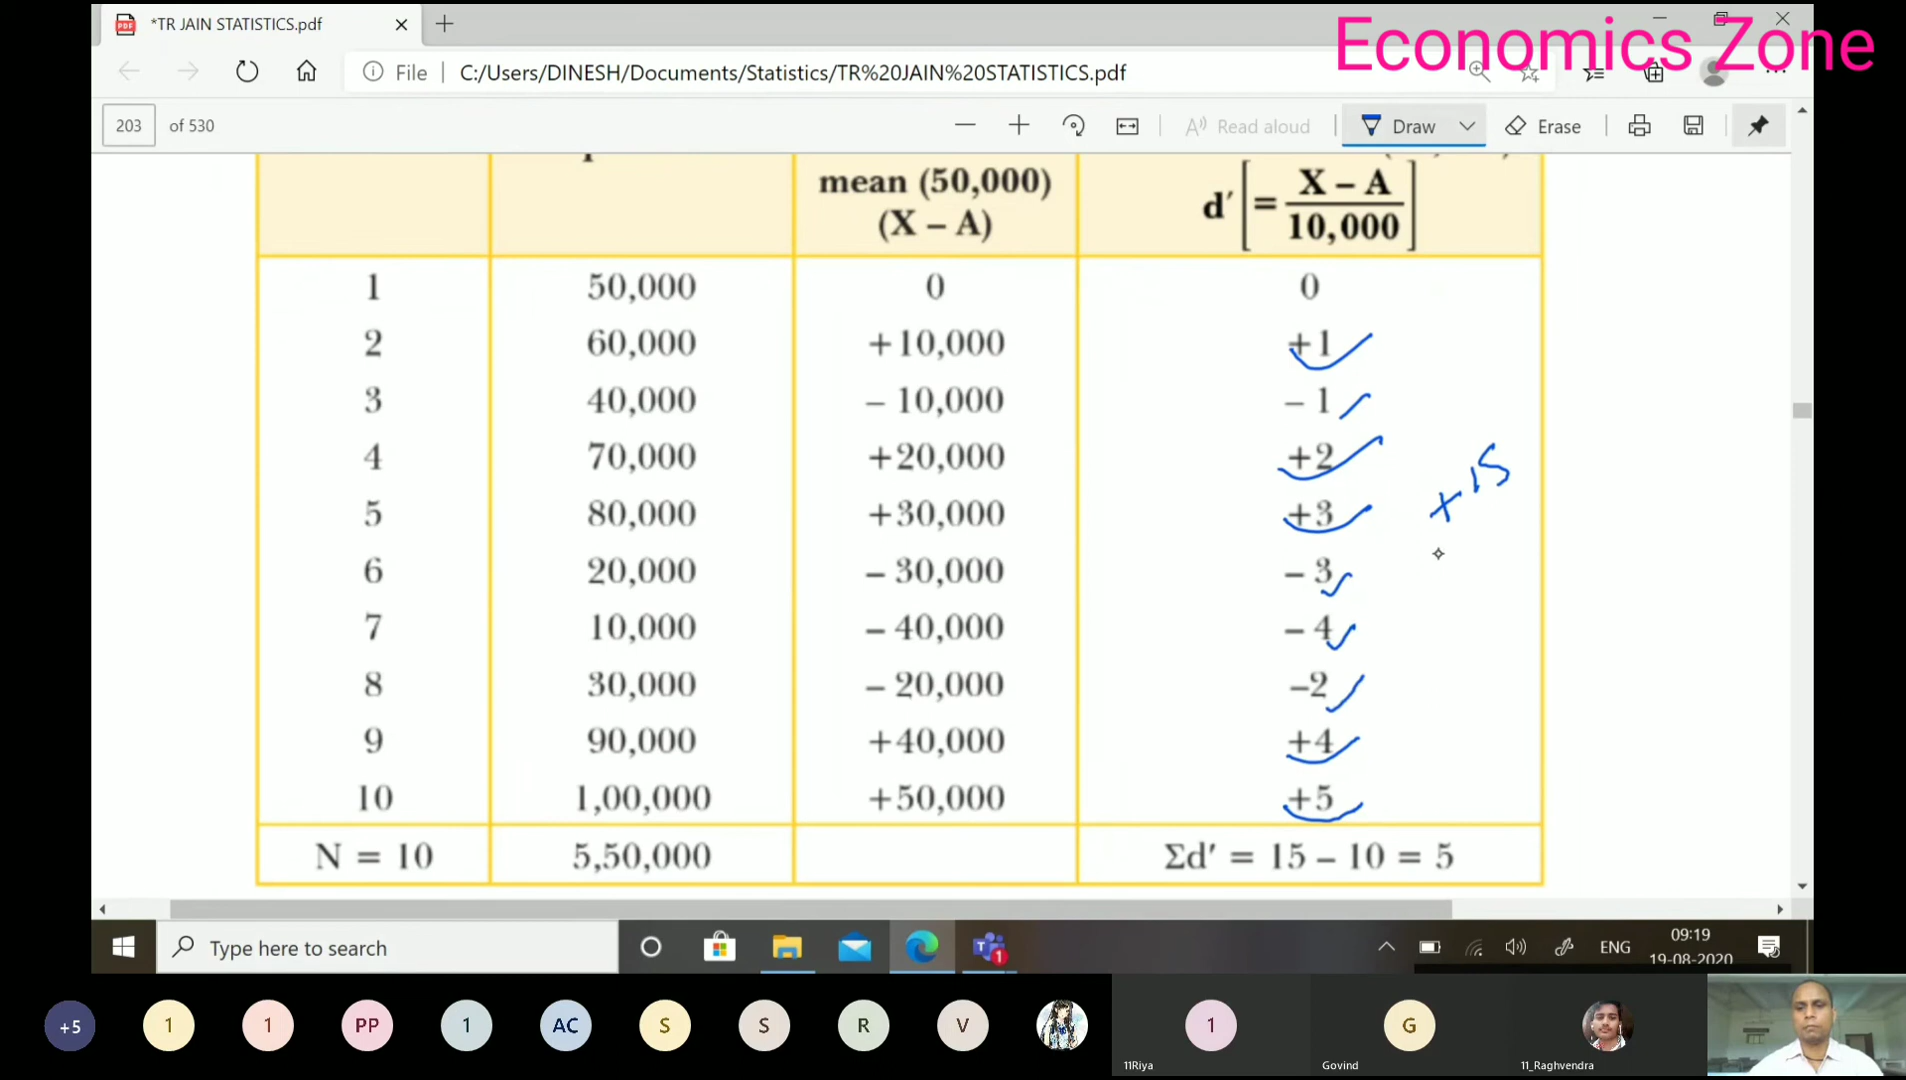 *TR JAIN STATISTICS.pdf
Economics Zone
File
C:/Users/DINESH/Documents/Statistics/TR%20JAIN%20STATISTICS.pdf
203 of 530
Read aloud
Draw
Erase
mean (50,000)
(X – A)
d′ [= X – A / 10,000]
1 50,000 0 0
2 60,000 +10,000 +1
3 40,000 – 10,000 – 1
4 70,000 +20,000 +2
5 80,000 +30,000 +3
6 20,000 – 30,000 – 3
7 10,000 – 40,000 – 4
8 30,000 – 20,000 –2
9 90,000 +40,000 +4
10 1,00,000 +50,000 +5
+15
N = 10 5,50,000 Σd′ = 15 – 10 = 5
Type here to search
1
ENG
09:19
19-08-2020
+5 1 1 PP 1 AC S S R V 1 G
11Riya
Govind
11_Raghvendra